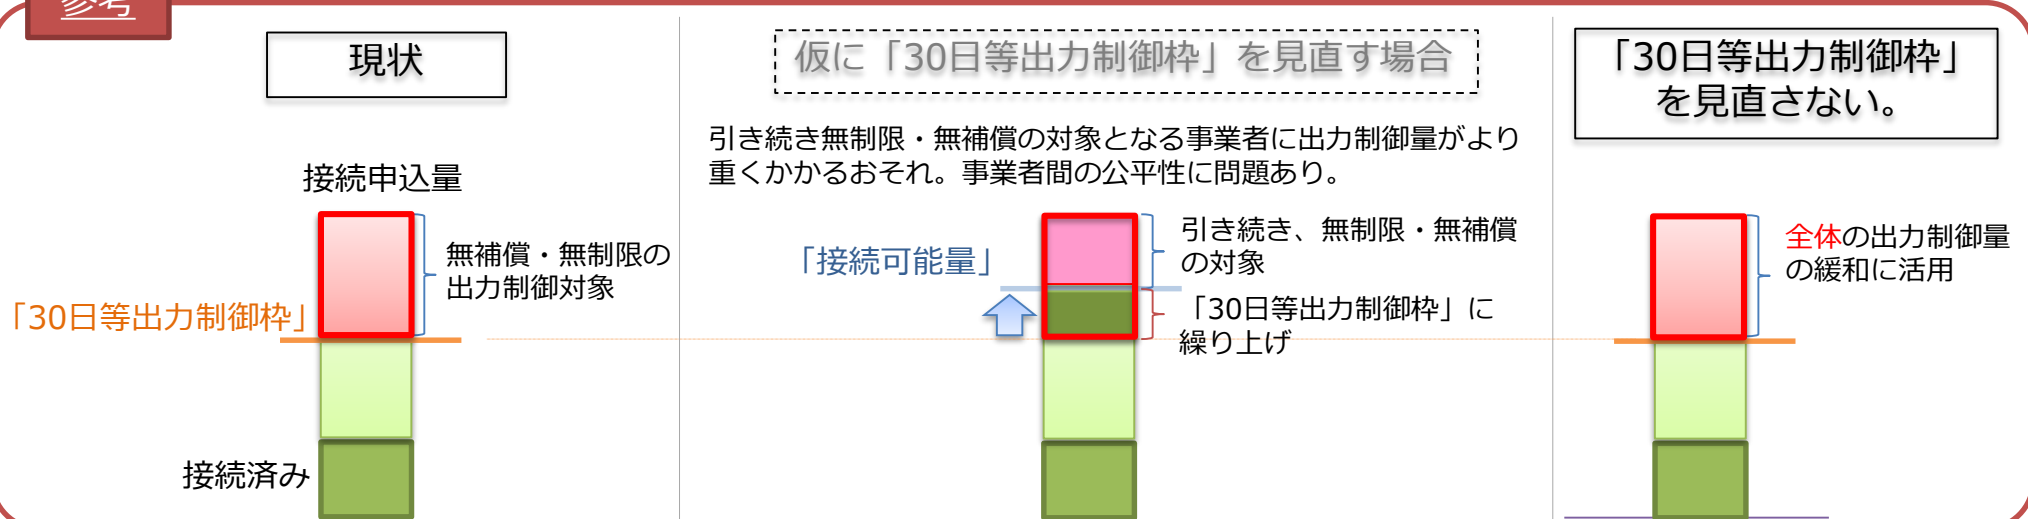 参考
現状
接続申込量
無補償・無制限の
出力制御対象
「30日等出力制御枠」
接続済み
仮に「30日等出力制御枠」を見直す場合
引き続き無制限・無補償の対象となる事業者に出力制御量がより
重くかかるおそれ。事業者間の公平性に問題あり。
「接続可能量」
引き続き、無制限・無補償
の対象
「30日等出力制御枠」に
繰り上げ
「30日等出力制御枠」
を見直さない。
全体の出力制御量
の緩和に活用